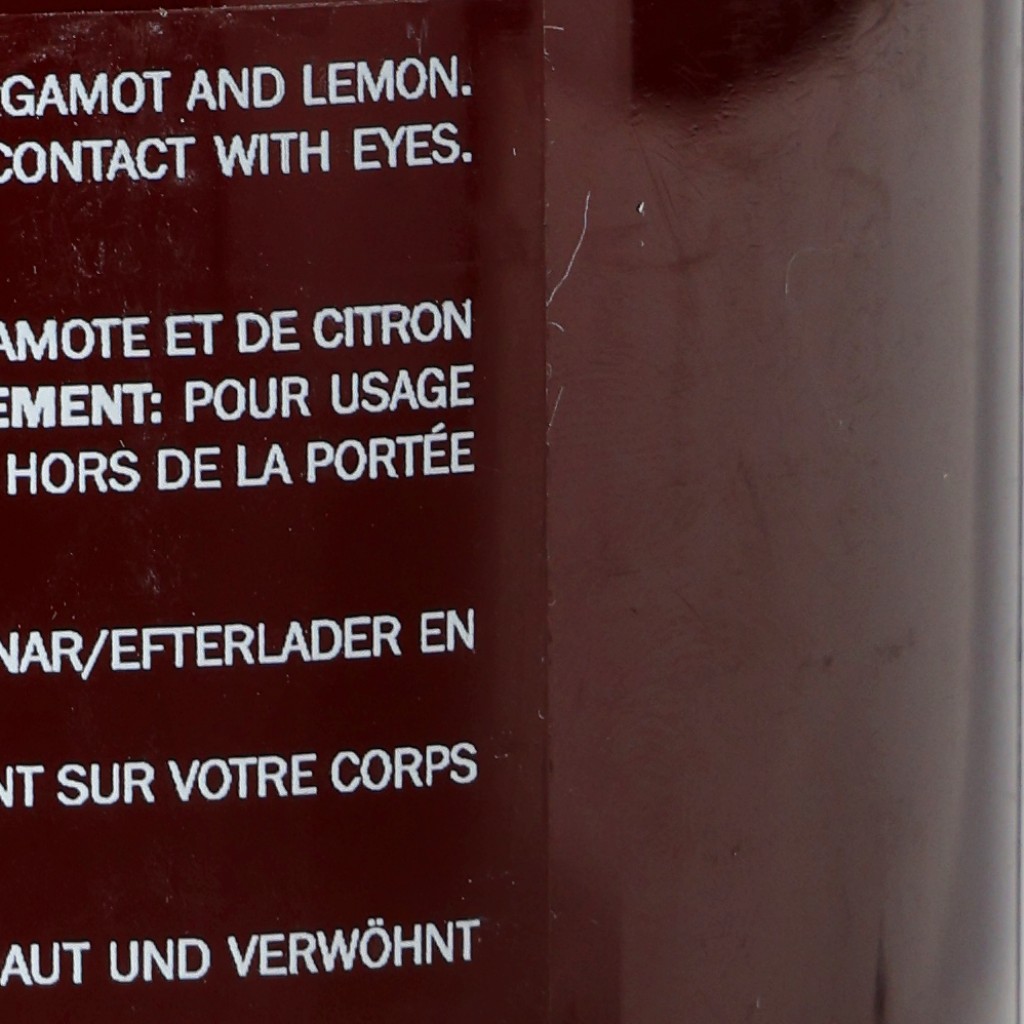 GAMOT AND LEMON.
CONTACT WITH EYES.
AMOTE ET DE CITRON
EMENT: POUR USAGE
HORS DE LA PORTÉE
NAR/EFTERLADER EN
NT SUR VOTRE CORPS
AUT UND VERWÖHNT